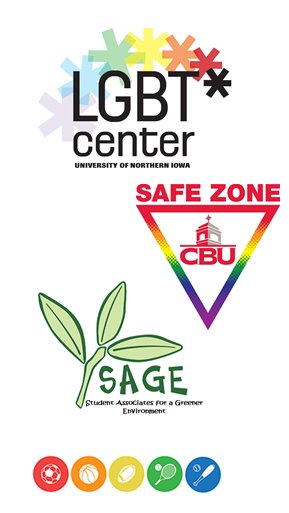 LGBT*
center
UNIVERSITY OF NORTHERN IOWA
SAFE ZONE
CBU
SAGE
Student Associates for a Greener
Environment